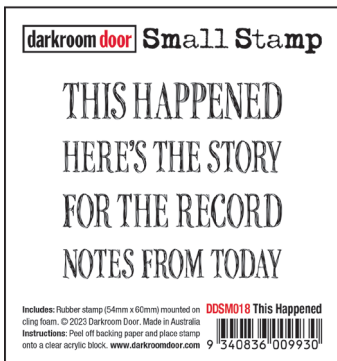 darkroom door Small Stamp
THIS HAPPENED
HERE'S THE STORY
FOR THE RECORD
NOTES FROM TODAY
Includes: Rubber stamp (54mm x 60mm) mounted on
cling foam. © 2023 Darkroom Door. Made in Australia
Instructions: Peel off backing paper and place stamp
onto a clear acrylic block. www.darkroomdoor.com
DDSM018 This Happened
9 340836 009930